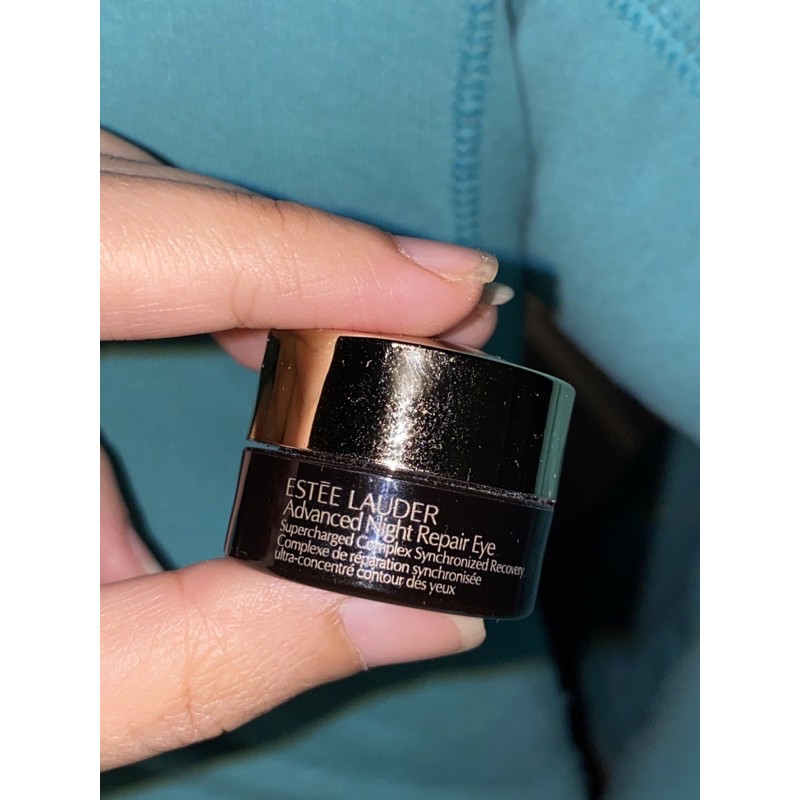 ESTĒE LAUDER
Advanced Night Repair Eye
Supercharged Complex Synchronized Recovery
Complexe de réparation synchronisée
ultra-concentré contour des yeux